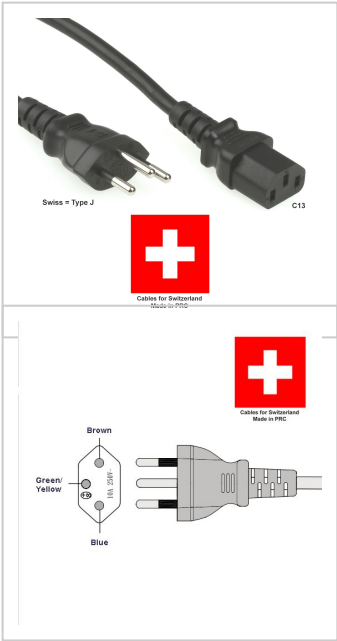 Swiss = Type J
C13
Cables for Switzerland
Made in PRC
Cables for Switzerland
Made in PRC
Brown
Green/
Yellow
10A 250V~
Blue